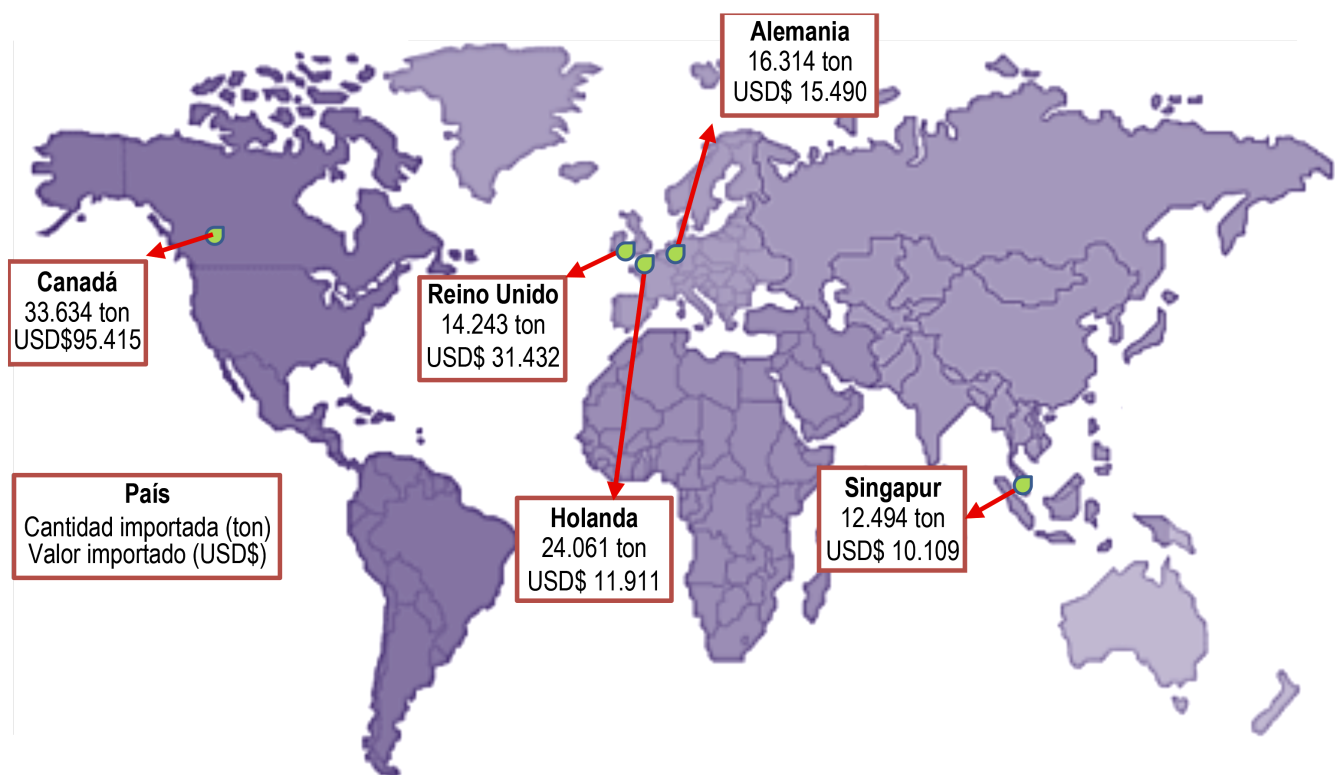 Alemania
16.314 ton
USD$ 15.490
Canadá
33.634 ton
USD$95.415
Reino Unido
14.243 ton
USD$ 31.432
País
Cantidad importada (ton)
Valor importado (USD$)
Holanda
24.061 ton
USD$ 11.911
Singapur
12.494 ton
USD$ 10.109